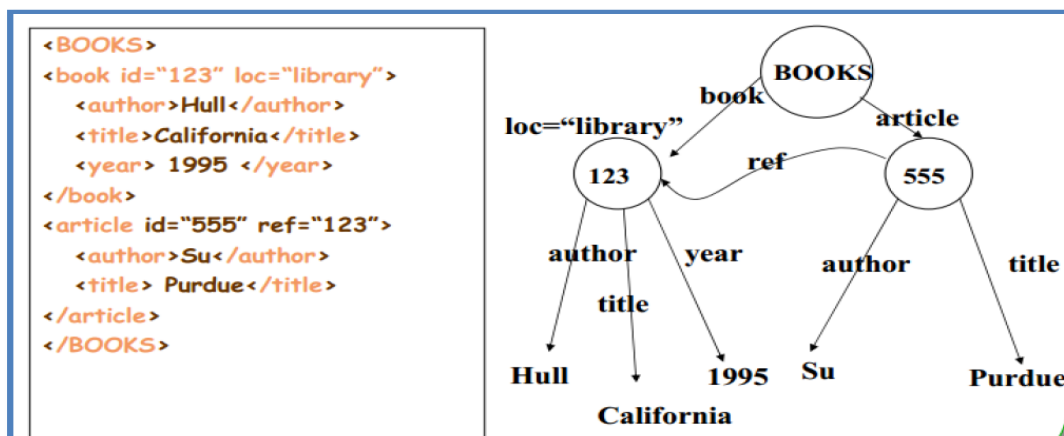 <BOOKS>
<book id=“123” loc=“library”>
<author>Hull</author>
<title>California</title>
<year> 1995 </year>
</book>
<article id=“555” ref=“123”>
<author>Su</author>
<title> Purdue</title>
</article>
</BOOKS>
BOOKS
book
article
loc=“library”
ref
123
555
author
year
author
title
title
Hull
1995
Su
Purdue
California